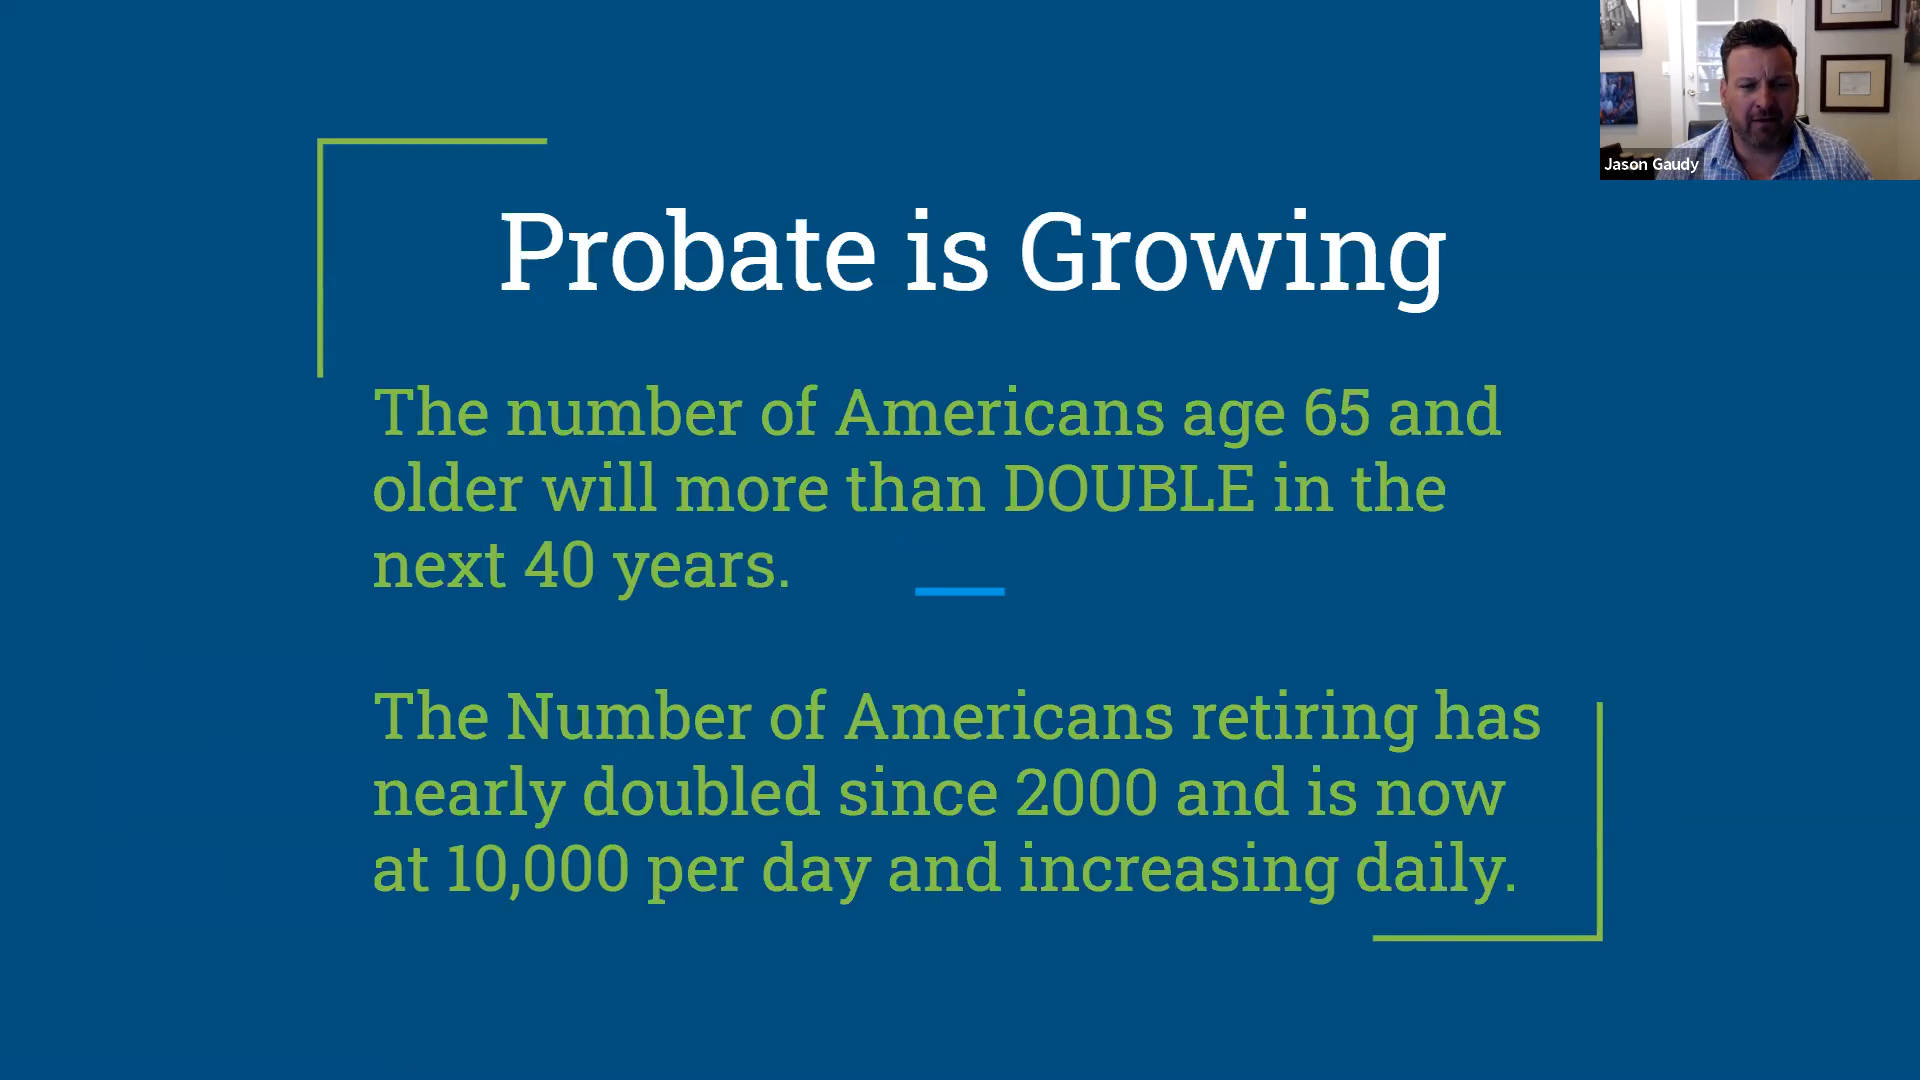 Jason Gaudy
Probate is Growing
The number of Americans age 65 and
older will more than DOUBLE in the
next 40 years.
The Number of Americans retiring has
nearly doubled since 2000 and is now
at 10,000 per day and increasing daily.